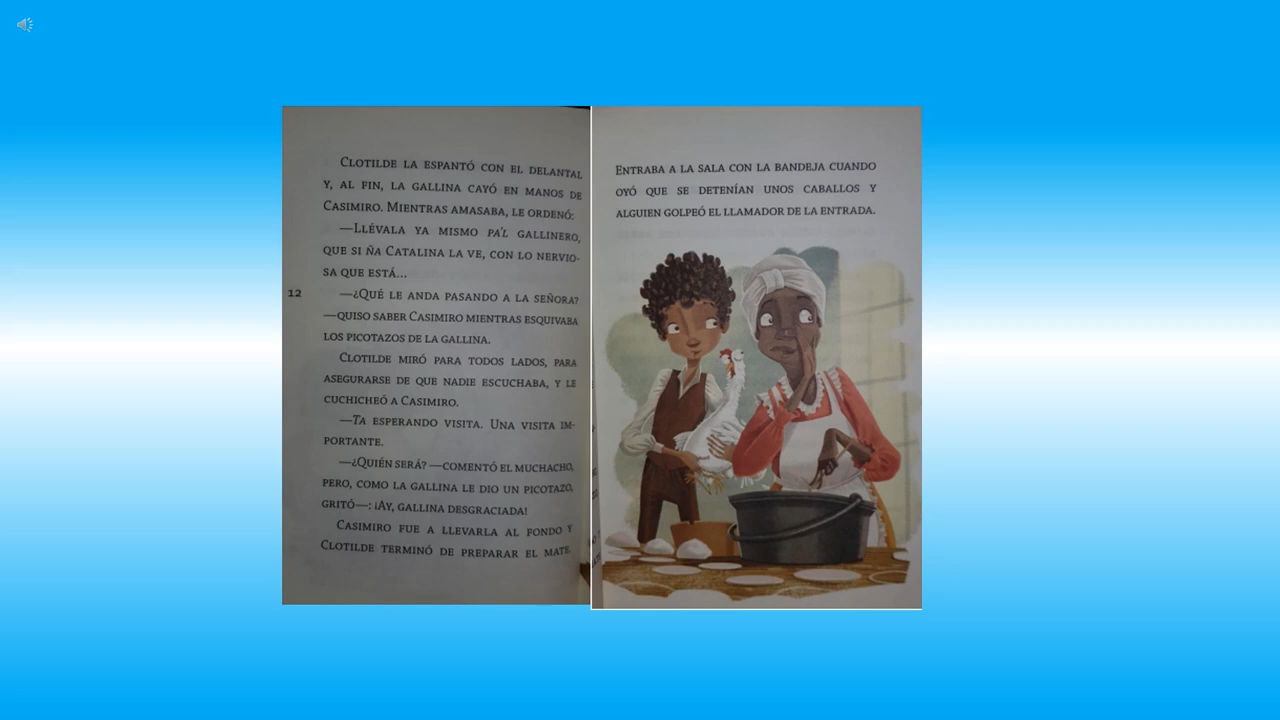 CLOTILDE LA ESPANTÓ CON EL DELANTAL
Y, AL FIN, LA GALLINA CAYÓ EN MANOS DE
CASIMIRO. MIENTRAS AMASABA, LE ORDENÓ:
—LLÉVALA YA MISMO PA'L GALLINERO,
QUE SI ÑA CATALINA LA VE, CON LO NERVIO-
SA QUE ESTÁ...
12
—¿QUÉ LE ANDA PASANDO A LA SEÑORA?
—QUISO SABER CASIMIRO MIENTRAS ESQUIVABA
LOS PICOTAZOS DE LA GALLINA.
CLOTILDE MIRÓ PARA TODOS LADOS, PARA
ASEGURARSE DE QUE NADIE ESCUCHABA, Y LE
CUCHICHEÓ A CASIMIRO.
—TA ESPERANDO VISITA. UNA VISITA IM-
PORTANTE.
—¿QUIÉN SERÁ? —COMENTÓ EL MUCHACHO,
PERO, COMO LA GALLINA LE DIO UN PICOTAZO,
GRITÓ—: ¡AY, GALLINA DESGRACIADA!
CASIMIRO FUE A LLEVARLA AL FONDO Y
CLOTILDE TERMINÓ DE PREPARAR EL MATE.
ENTRABA A LA SALA CON LA BANDEJA CUANDO
OYÓ QUE SE DETENÍAN UNOS CABALLOS Y
ALGUIEN GOLPEÓ EL LLAMADOR DE LA ENTRADA.